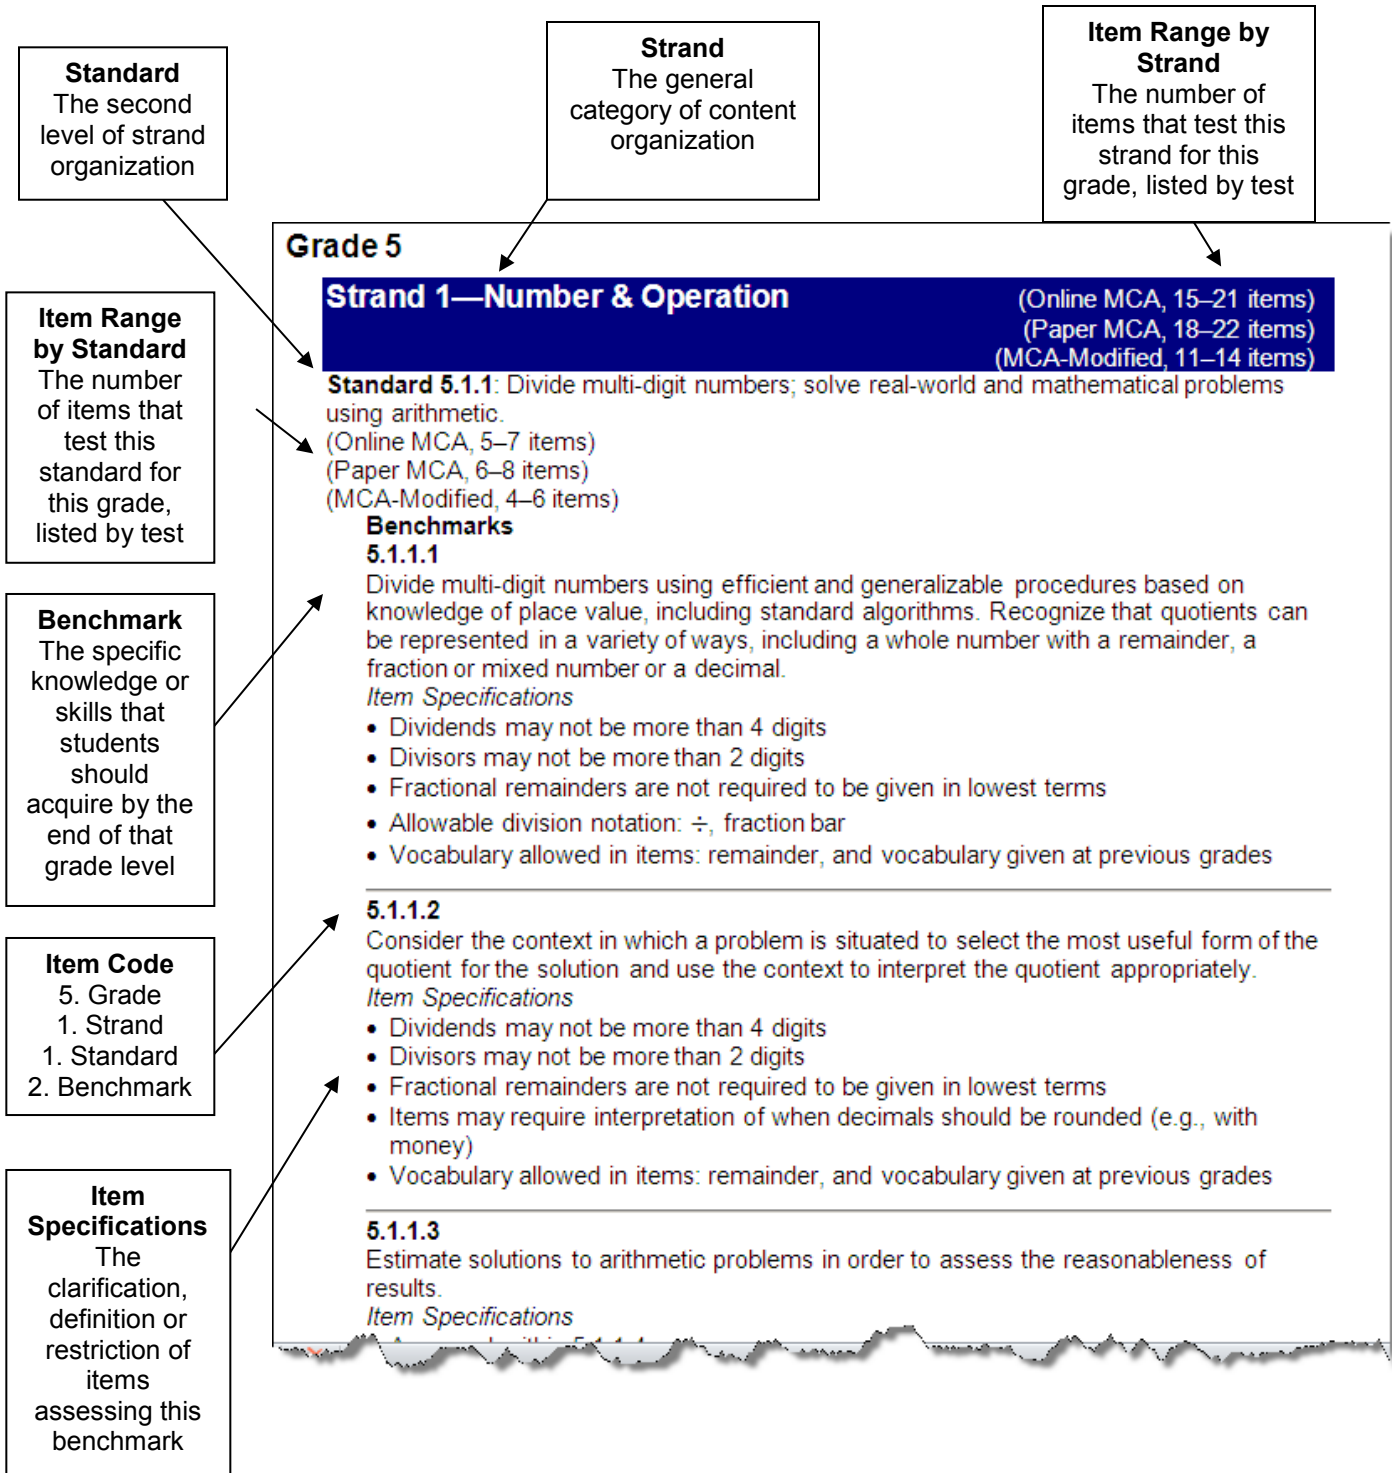 Standard
The second
level of strand
organization
Strand
The general
category of content
organization
Item Range by
Strand
The number of
items that test this
strand for this
grade, listed by test
Grade 5
Strand 1—Number & Operation
(Online MCA, 15–21 items)
(Paper MCA, 18–22 items)
(MCA-Modified, 11–14 items)
Item Range
by Standard
The number
of items that
test this
standard for
this grade,
listed by test
Standard 5.1.1: Divide multi-digit numbers; solve real-world and mathematical problems
using arithmetic.
(Online MCA, 5–7 items)
(Paper MCA, 6–8 items)
(MCA-Modified, 4–6 items)
Benchmarks
5.1.1.1
Divide multi-digit numbers using efficient and generalizable procedures based on
knowledge of place value, including standard algorithms. Recognize that quotients can
be represented in a variety of ways, including a whole number with a remainder, a
fraction or mixed number or a decimal.
Item Specifications
• Dividends may not be more than 4 digits
• Divisors may not be more than 2 digits
• Fractional remainders are not required to be given in lowest terms
• Allowable division notation: ÷, fraction bar
• Vocabulary allowed in items: remainder, and vocabulary given at previous grades
Benchmark
The specific
knowledge or
skills that
students
should
acquire by the
end of that
grade level
5.1.1.2
Consider the context in which a problem is situated to select the most useful form of the
quotient for the solution and use the context to interpret the quotient appropriately.
Item Specifications
• Dividends may not be more than 4 digits
• Divisors may not be more than 2 digits
• Fractional remainders are not required to be given in lowest terms
• Items may require interpretation of when decimals should be rounded (e.g., with
money)
• Vocabulary allowed in items: remainder, and vocabulary given at previous grades
Item Code
5. Grade
1. Strand
1. Standard
2. Benchmark
5.1.1.3
Estimate solutions to arithmetic problems in order to assess the reasonableness of
results.
Item Specifications
Item
Specifications
The
clarification,
definition or
restriction of
items
assessing this
benchmark